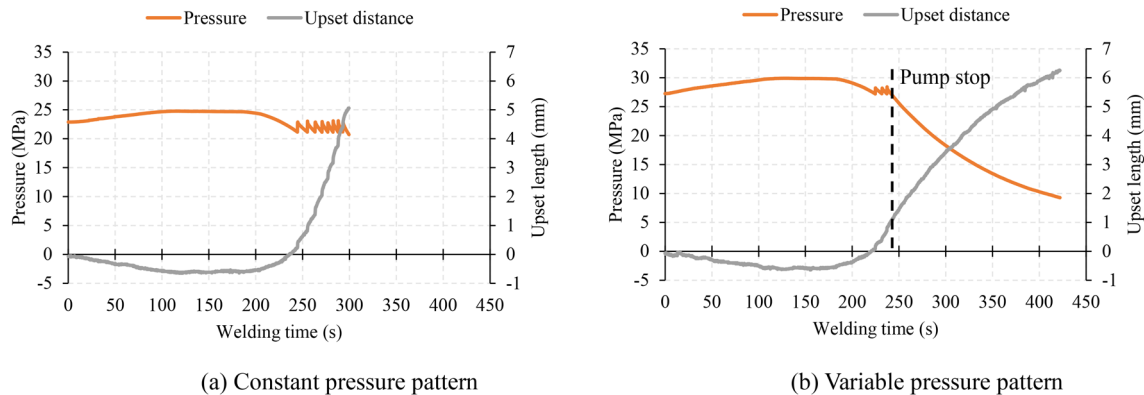 Pressure Upset distance
35
30
25
20
15
10
5
0
-5
Pressure (MPa)
7
6
5
4
3
2
1
0
-1
Upset length (mm)
0 50 100 150 200 250 300 350 400 450
Welding time (s)
(a) Constant pressure pattern
Pressure Upset distance
35
30
25
20
15
10
5
0
-5
Pressure (MPa)
Pump stop
7
6
5
4
3
2
1
0
-1
Upset length (mm)
0 50 100 150 200 250 300 350 400 450
Welding time (s)
(b) Variable pressure pattern